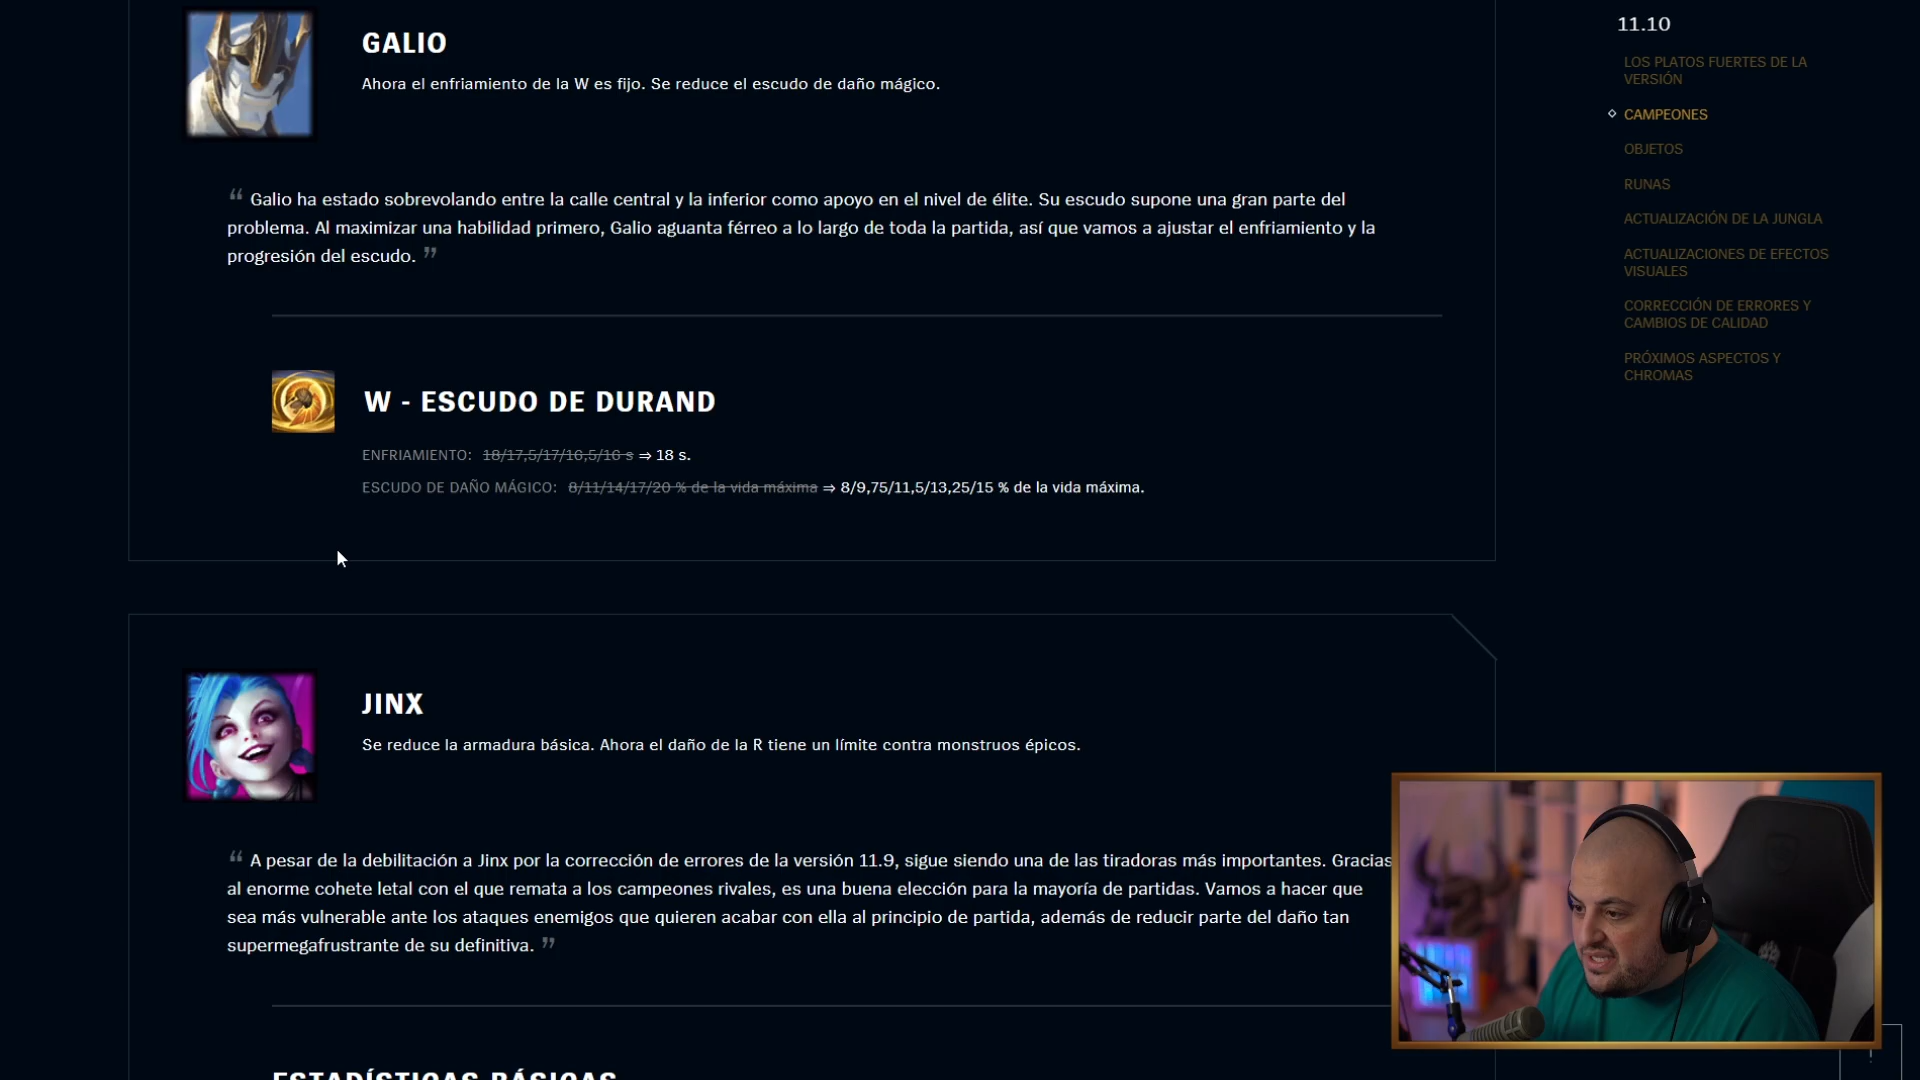 GALIO
Ahora el enfriamiento de la W es fijo. Se reduce el escudo de daño mágico.
“ Galio ha estado sobrevolando entre la calle central y la inferior como apoyo en el nivel de élite. Su escudo supone una gran parte del
problema. Al maximizar una habilidad primero, Galio aguanta férreo a lo largo de toda la partida, así que vamos a ajustar el enfriamiento y la
progresión del escudo. ”
W - ESCUDO DE DURAND
ENFRIAMIENTO: 18/17,5/17/16,5/16 s ⇒ 18 s.
ESCUDO DE DAÑO MÁGICO: 8/11/14/17/20 % de la vida máxima ⇒ 8/9,75/11,5/13,25/15 % de la vida máxima.
JINX
Se reduce la armadura básica. Ahora el daño de la R tiene un límite contra monstruos épicos.
“ A pesar de la debilitación a Jinx por la corrección de errores de la versión 11.9, sigue siendo una de las tiradoras más importantes. Gracias
al enorme cohete letal con el que remata a los campeones rivales, es una buena elección para la mayoría de partidas. Vamos a hacer que
sea más vulnerable ante los ataques enemigos que quieren acabar con ella al principio de partida, además de reducir parte del daño tan
supermegafrustrante de su definitiva. ”
ESTADÍSTICAS BÁSICAS
11.10
LOS PLATOS FUERTES DE LA
VERSIÓN
CAMPEONES
OBJETOS
RUNAS
ACTUALIZACIÓN DE LA JUNGLA
ACTUALIZACIONES DE EFECTOS
VISUALES
CORRECCIÓN DE ERRORES Y
CAMBIOS DE CALIDAD
PRÓXIMOS ASPECTOS Y
CHROMAS